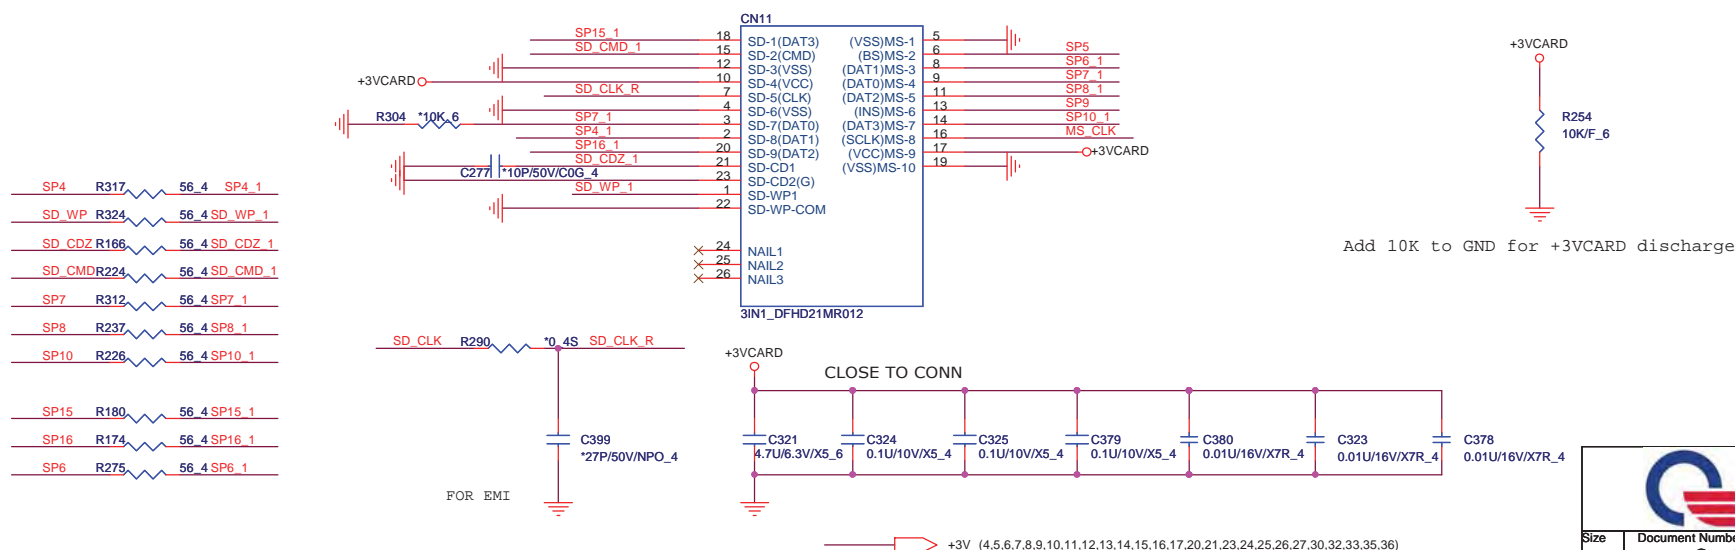 CN11
SP15_1 18 SD-1(DAT3) (VSS)MS-1 5
SD_CMD_1 15 SD-2(CMD) (BS)MS-2 6 SP5
12 SD-3(VSS) (DAT1)MS-3 8 SP6_1
+3VCARD 10 SD-4(VCC) (DAT0)MS-4 9 SP7_1
SD_CLK_R 7 SD-5(CLK) (DAT2)MS-5 11 SP8_1
4 SD-6(VSS) (INS)MS-6 13 SP9
R304 *10K_6 SP7_1 3 SD-7(DAT0) (DAT3)MS-7 14 SP10_1
SP4_1 2 SD-8(DAT1) (SCLK)MS-8 16 MS_CLK
SP16_1 20 SD-9(DAT2) (VCC)MS-9 17 +3VCARD
SD_CDZ_1 21 SD-CD1 (VSS)MS-10 19
C277 *10P/50V/C0G_4 23 SD-CD2(G)
SD_WP_1 1 SD-WP1
22 SD-WP-COM
24 NAIL1
25 NAIL2
26 NAIL3
3IN1_DFHD21MR012
+3VCARD
R254
10K/F_6
Add 10K to GND for +3VCARD discharge
SP4 R317 56_4 SP4_1
SD_WP R324 56_4 SD_WP_1
SD_CDZ R166 56_4 SD_CDZ_1
SD_CMD R224 56_4 SD_CMD_1
SP7 R312 56_4 SP7_1
SP8 R237 56_4 SP8_1
SP10 R226 56_4 SP10_1
SP15 R180 56_4 SP15_1
SP16 R174 56_4 SP16_1
SP6 R275 56_4 SP6_1
SD_CLK R290 *0_4S SD_CLK_R
C399
*27P/50V/NPO_4
FOR EMI
+3VCARD
CLOSE TO CONN
C321 C324 C325 C379 C380 C323 C378
4.7U/6.3V/X5_6 0.1U/10V/X5_4 0.1U/10V/X5_4 0.1U/10V/X5_4 0.01U/16V/X7R_4 0.01U/16V/X7R_4 0.01U/16V/X7R_4
+3V (4,5,6,7,8,9,10,11,12,13,14,15,16,17,20,21,23,24,25,26,27,30,32,33,35,36)
Size Document Numb